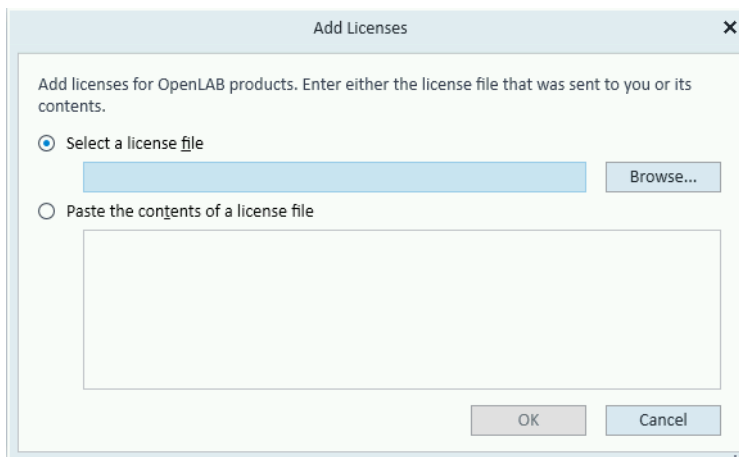 Add Licenses
Add licenses for OpenLAB products. Enter either the license file that was sent to you or its
contents.
Select a license file
Browse...
Paste the contents of a license file
OK
Cancel